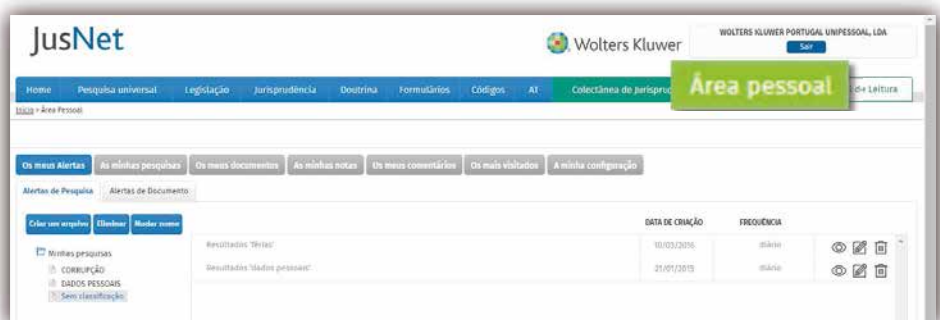 JusNet
Wolters Kluwer
WOLTERS KLUWER PORTUGAL UNIPESSOAL, LDA
Sair
Home Pesquisa universal Legislação Jurisprudência Doutrina Formulários Códigos AT Colectânea de Jurispru
Área pessoal
de Leitura
Início > Área Pessoal
Os meus Alertas As minhas pesquisas Os meus documentos As minhas notas Os meus comentários Os mais visitados A minha configuração
Alertas de Pesquisa Alertas de Documento
Criar um arquivo Eliminar Mudar nome
DATA DE CRIAÇÃO FREQUÊNCIA
Minhas pesquisas
CORRUPÇÃO
DADOS PESSOAIS
Sem classificação
Resultados 'férias' 10/03/2016 diário
Resultados 'dados pessoais' 21/01/2015 diário